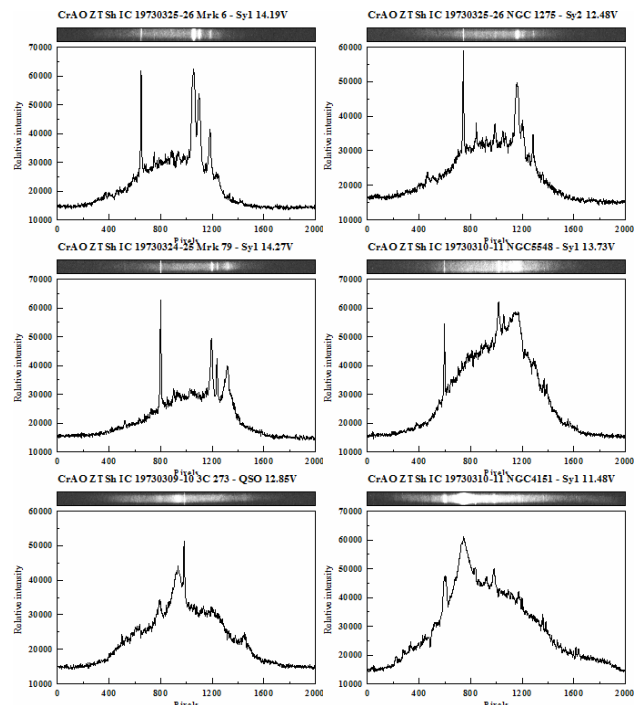 CrAO ZTSh IC 19730325-26 Mrk 6 - Sy1 14.19V
70000
60000
50000
40000
30000
20000
10000
Relative intensity
0 400 800 1200 1600 2000
Pixels
CrAO ZTSh IC 19730325-26 NGC 1275 - Sy2 12.48V
60000
50000
40000
30000
20000
10000
Relative intensity
0 400 800 1200 1600 2000
Pixels
CrAO ZTSh IC 19730324-25 Mrk 79 - Sy1 14.27V
70000
60000
50000
40000
30000
20000
10000
Relative intensity
0 400 800 1200 1600 2000
Pixels
CrAO ZTSh IC 19730310-11 NGC5548 - Sy1 13.73V
70000
60000
50000
40000
30000
20000
10000
Relative intensity
0 400 800 1200 1600 2000
Pixels
CrAO ZTSh IC 19730309-10 3C 273 - QSO 12.85V
60000
50000
40000
30000
20000
10000
Relative intensity
0 400 800 1200 1600 2000
Pixels
CrAO ZTSh IC 19730310-11 NGC4151 - Sy1 11.48V
70000
60000
50000
40000
30000
20000
10000
Relative intensity
0 400 800 1200 1600 2000
Pixels